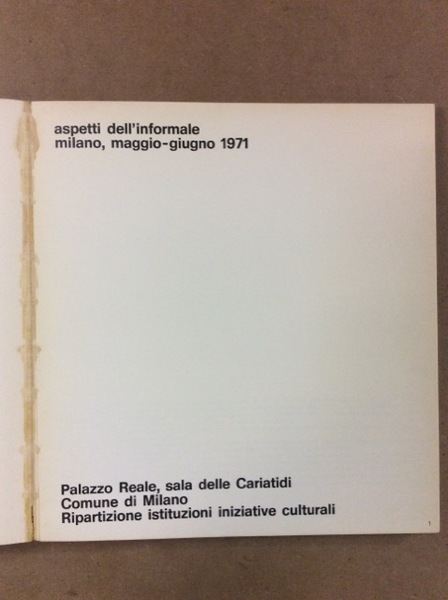 aspetti dell'informale
milano, maggio-giugno 1971
Palazzo Reale, sala delle Cariatidi
Comune di Milano
Ripartizione istituzioni iniziative culturali
1